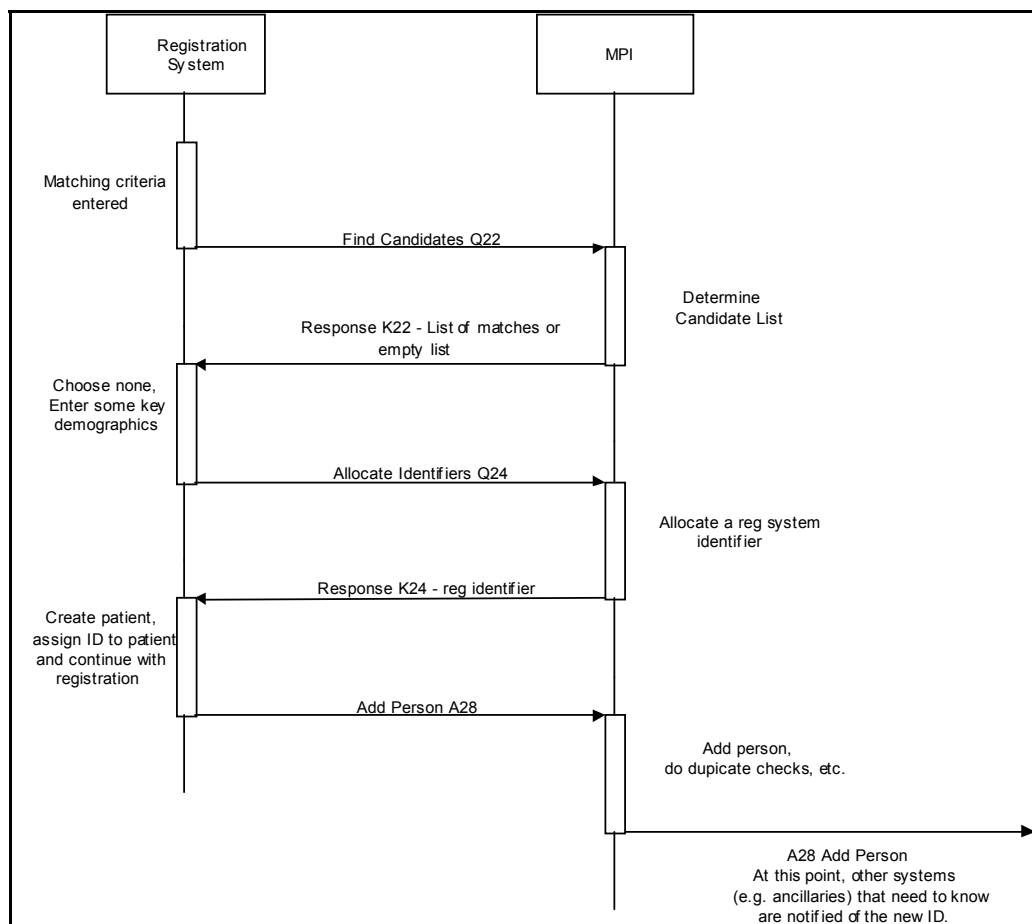 Registration
System
MPI
Matching criteria
entered
Find Candidates Q22
Determine
Candidate List
Response K22 - List of matches or
empty list
Choose none,
Enter some key
demographics
Allocate Identifiers Q24
Allocate a reg system
identifier
Response K24 - reg identifier
Create patient,
assign ID to patient
and continue with
registration
Add Person A28
Add person,
do dupicate checks, etc.
A28 Add Person
At this point, other systems
(e.g. ancillaries) that need to know
are notified of the new ID.